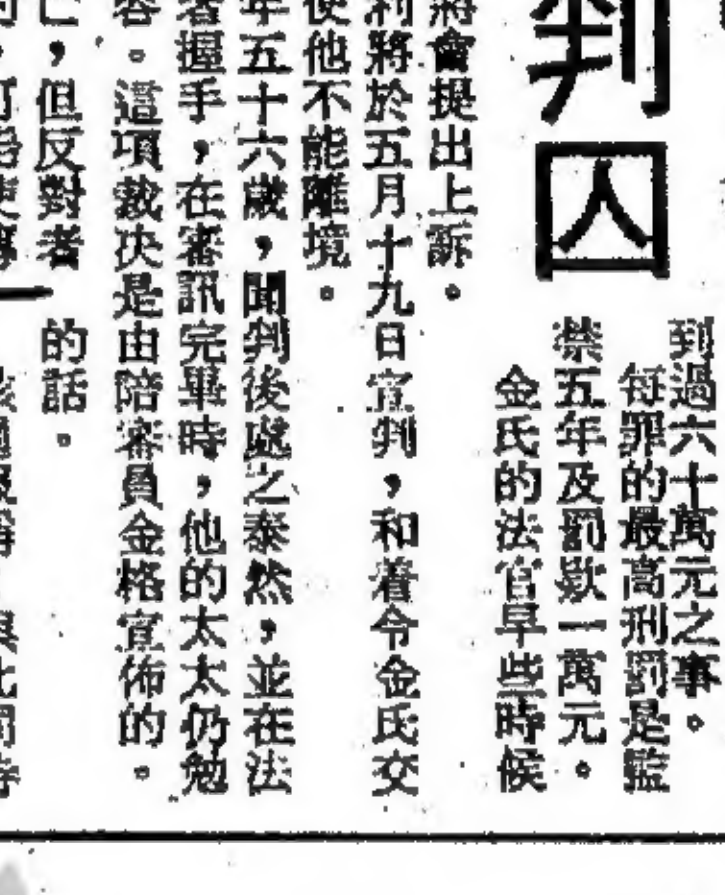 判囚
到過六十萬元之事。
每罪的最高刑罰是監
禁五年及罰欵一萬元。
金氏的法官早些時候
將會提出上訴。
利將於五月十九日宣判,和着令金氏交
使他不能離境。
年五十六歲,聞判後處之泰然,並在法
者握手,在審訊完畢時,他的太太仍勉
容。這項裁决是由陪審員金格宣佈的。
,但反對者
的話。